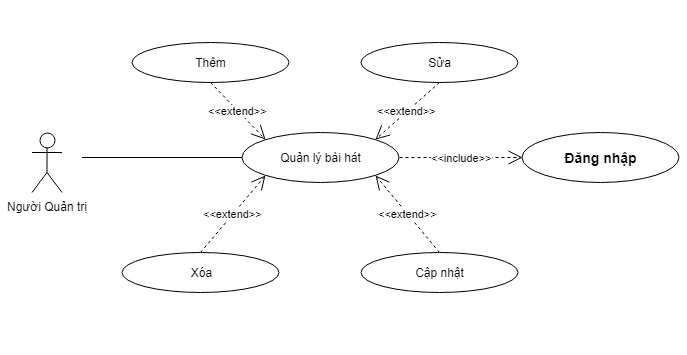 Thêm
Sửa
<<extend>>
<<extend>>
Quản lý bài hát
<<include>>
Đăng nhập
Người Quản trị
<<extend>>
<<extend>>
Xóa
Cập nhật